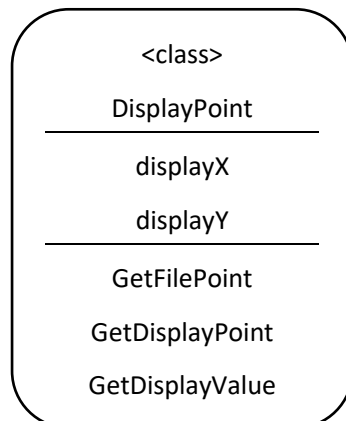 <class>
DisplayPoint
displayX
displayY
GetFilePoint
GetDisplayPoint
GetDisplayValue